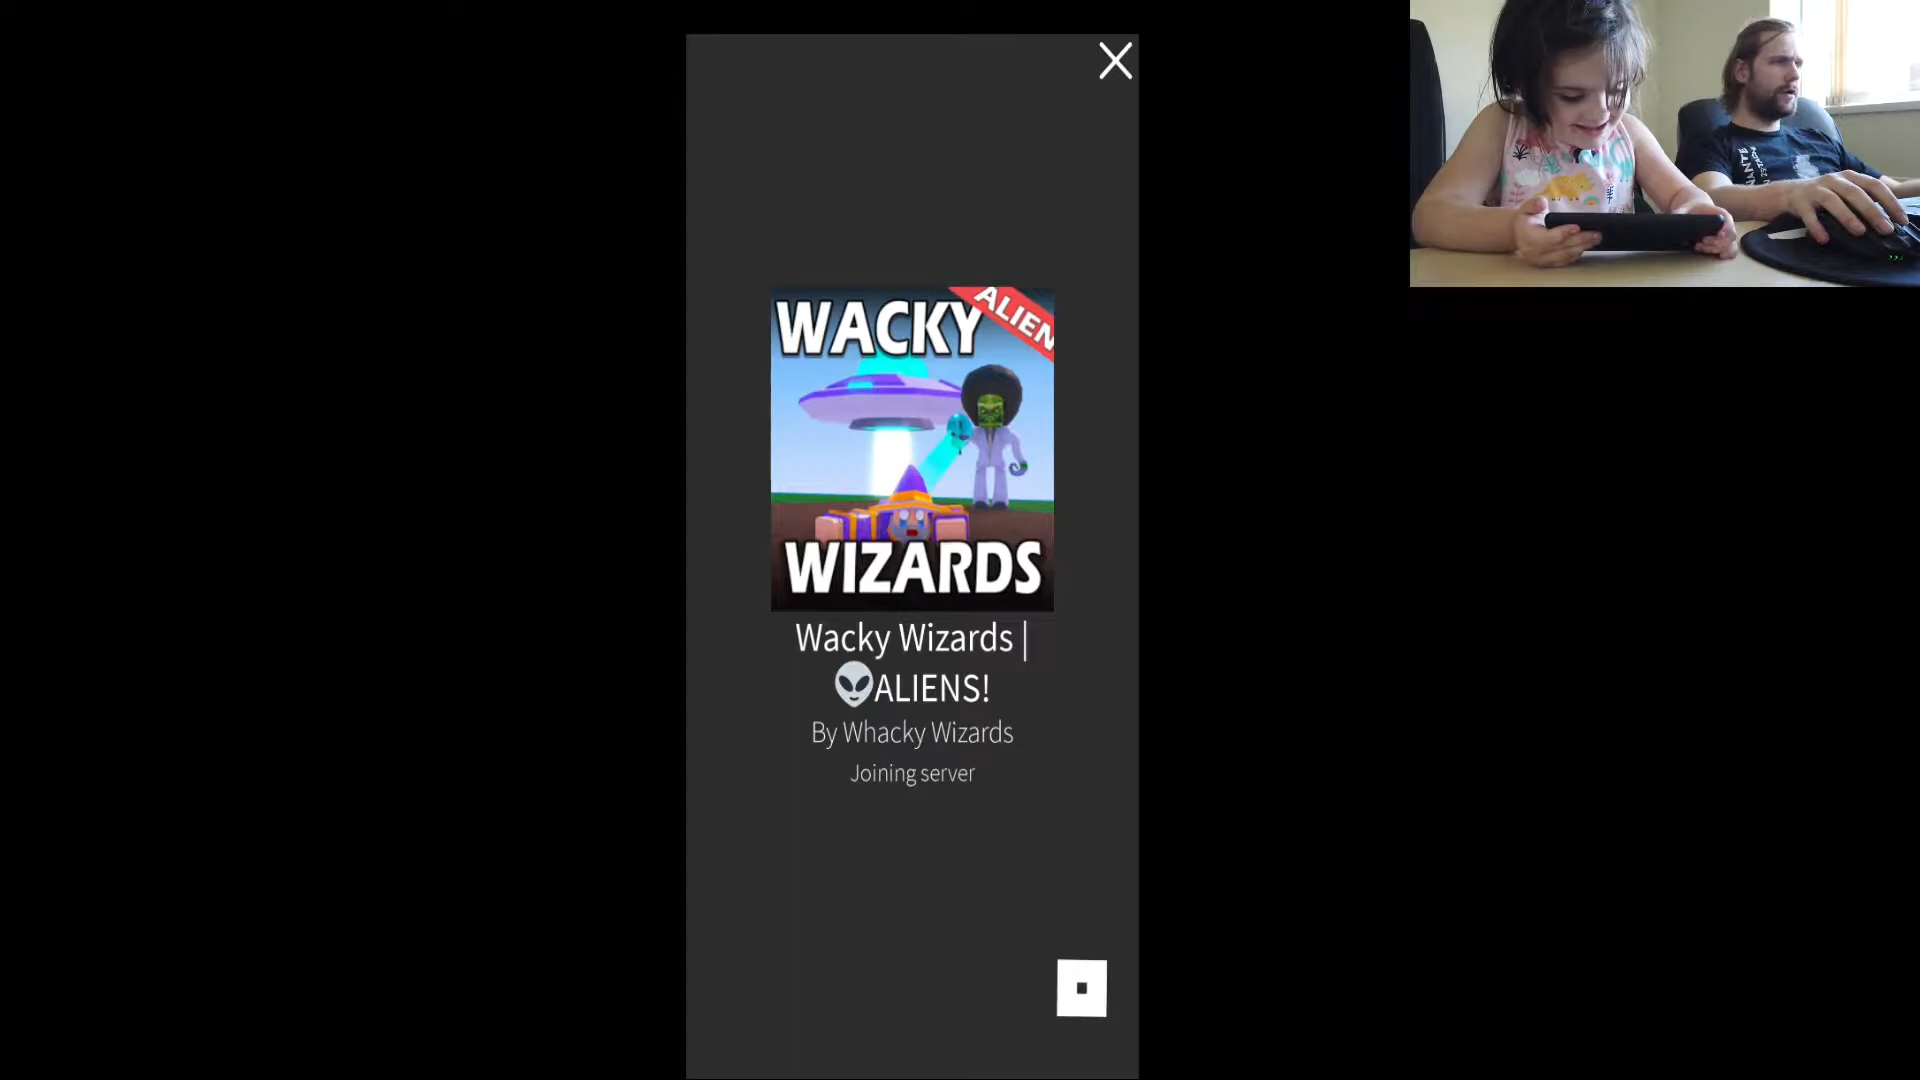 WACKY
ALIEN
WIZARDS
Wacky Wizards |
👽ALIENS!
By Whacky Wizards
Joining server